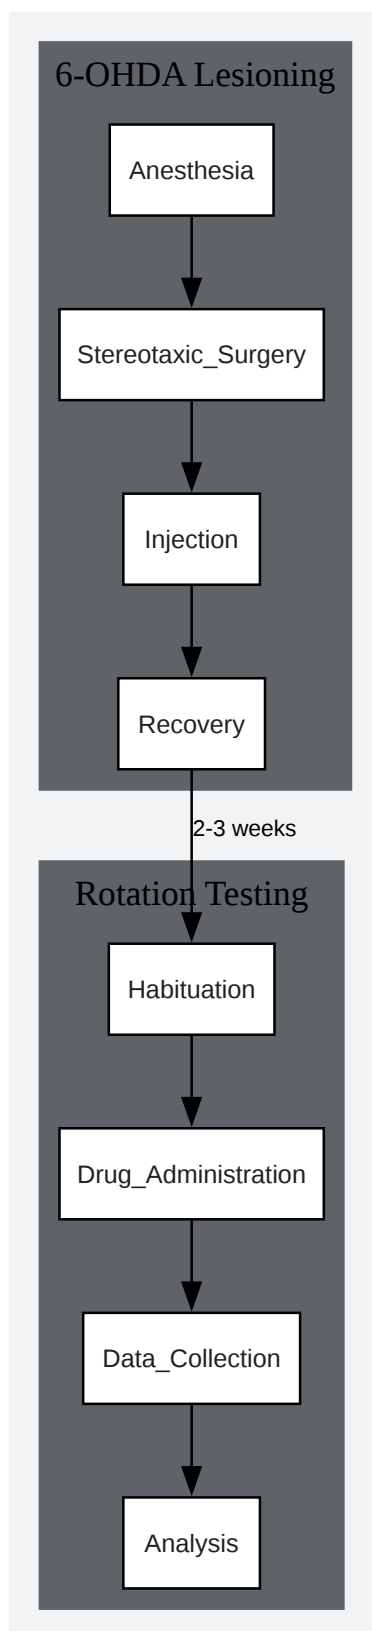 6-OHDA Lesioning
Anesthesia
Stereotaxic_Surgery
Injection
Recovery
2-3 weeks
Rotation Testing
Habituation
Drug_Administration
Data_Collection
Analysis